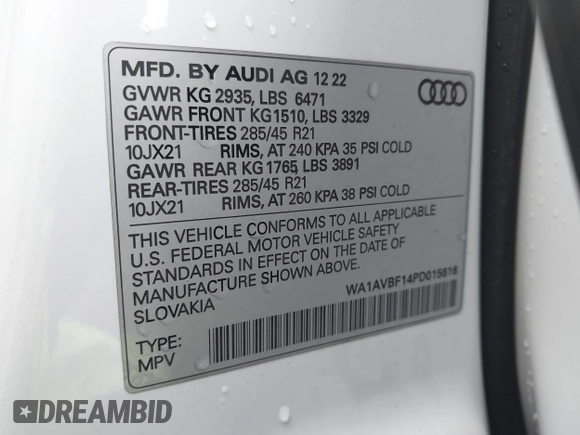 MFD. BY AUDI AG 12 22
GVWR KG 2935, LBS 6471
GAWR FRONT KG1510, LBS 3329
FRONT-TIRES 285/45 R21
10JX21 RIMS, AT 240 KPA 35 PSI COLD
GAWR REAR KG 1765, LBS 3891
REAR-TIRES 285/45 R21
10JX21 RIMS, AT 260 KPA 38 PSI COLD
THIS VEHICLE CONFORMS TO ALL APPLICABLE
U.S. FEDERAL MOTOR VEHICLE SAFETY
STANDARDS IN EFFECT ON THE DATE OF
MANUFACTURE SHOWN ABOVE.
SLOVAKIA
WA1AVBF14PD015616
TYPE:
MPV
DREAMBID